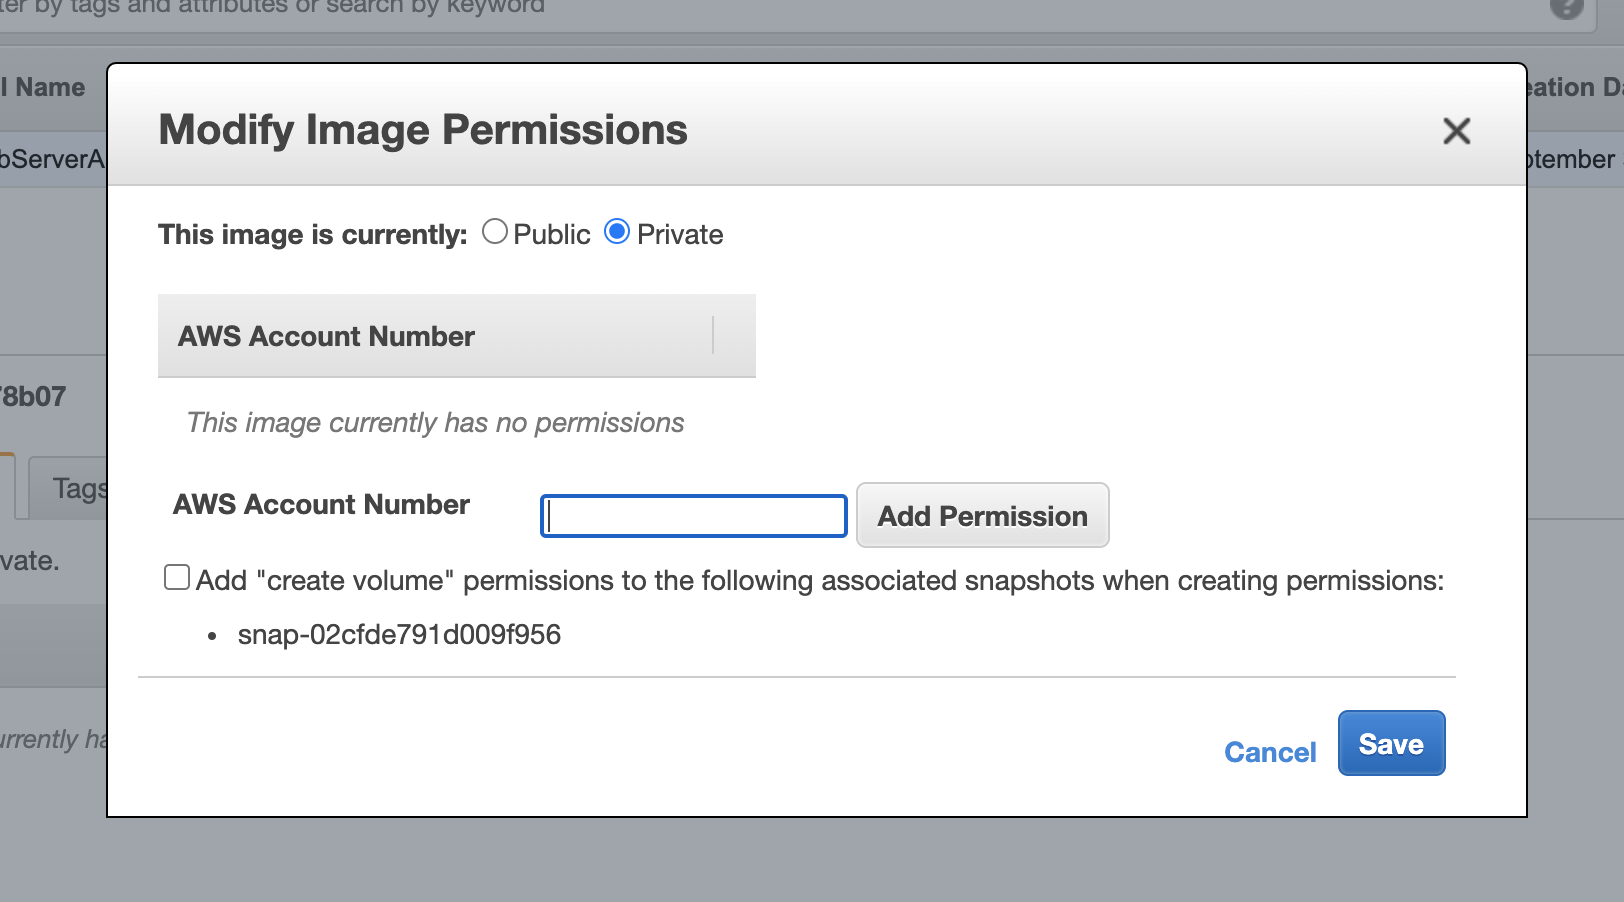 er by tags and attributes or search by keyword
?
l Name
eation Da
Modify Image Permissions
bServerA
ptember
This image is currently: Public Private
AWS Account Number
8b07
This image currently has no permissions
Tags
AWS Account Number
Add Permission
vate.
Add "create volume" permissions to the following associated snapshots when creating permissions:
• snap-02cfde791d009f956
urrently ha
Cancel
Save